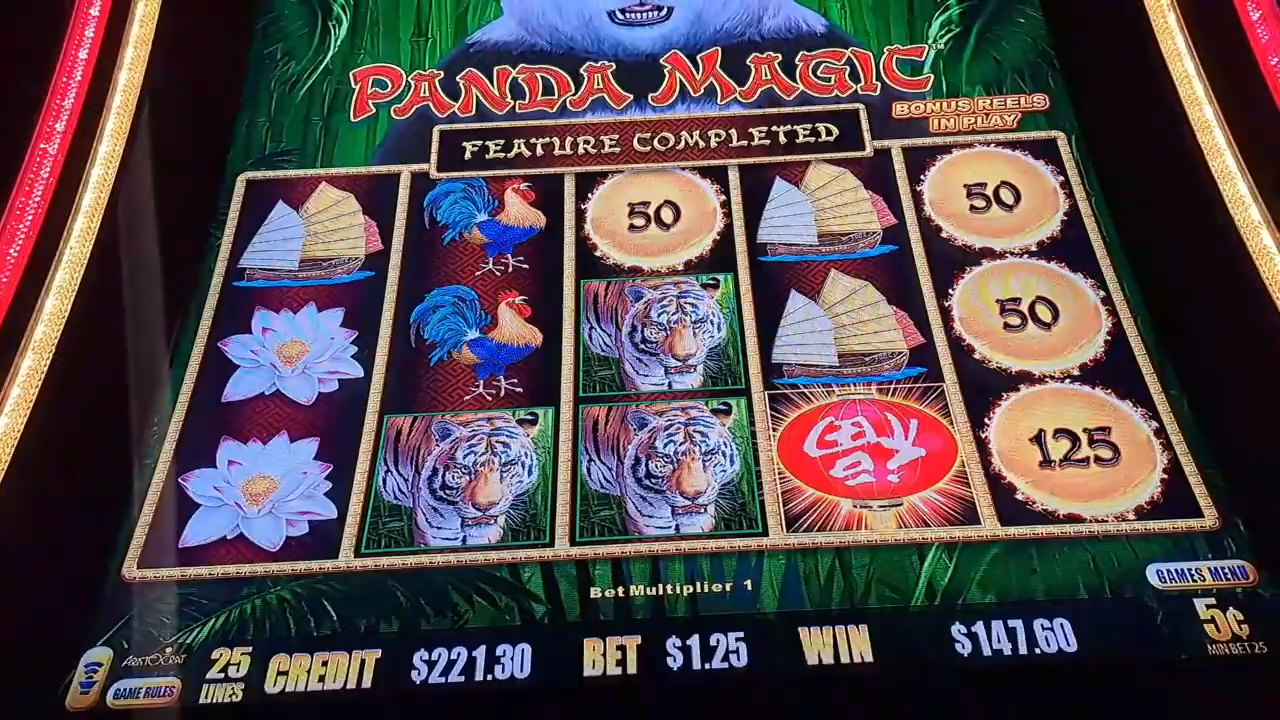 PANDA MAGIC™
BONUS REELS
IN PLAY
FEATURE COMPLETED
50
50
50
125
Bet Multiplier 1
GAMES MENU
ARISTOCRAT
GAME RULES
25
LINES
CREDIT $221.30
BET $1.25
WIN $147.60
5¢
MIN BET 25